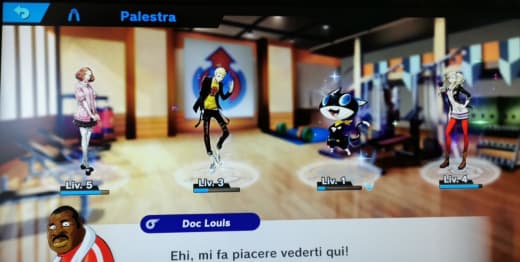 Palestra
Liv. 5
Liv. 3
Liv. 1
Liv. 4
Doc Louis
Ehi, mi fa piacere vederti qui!